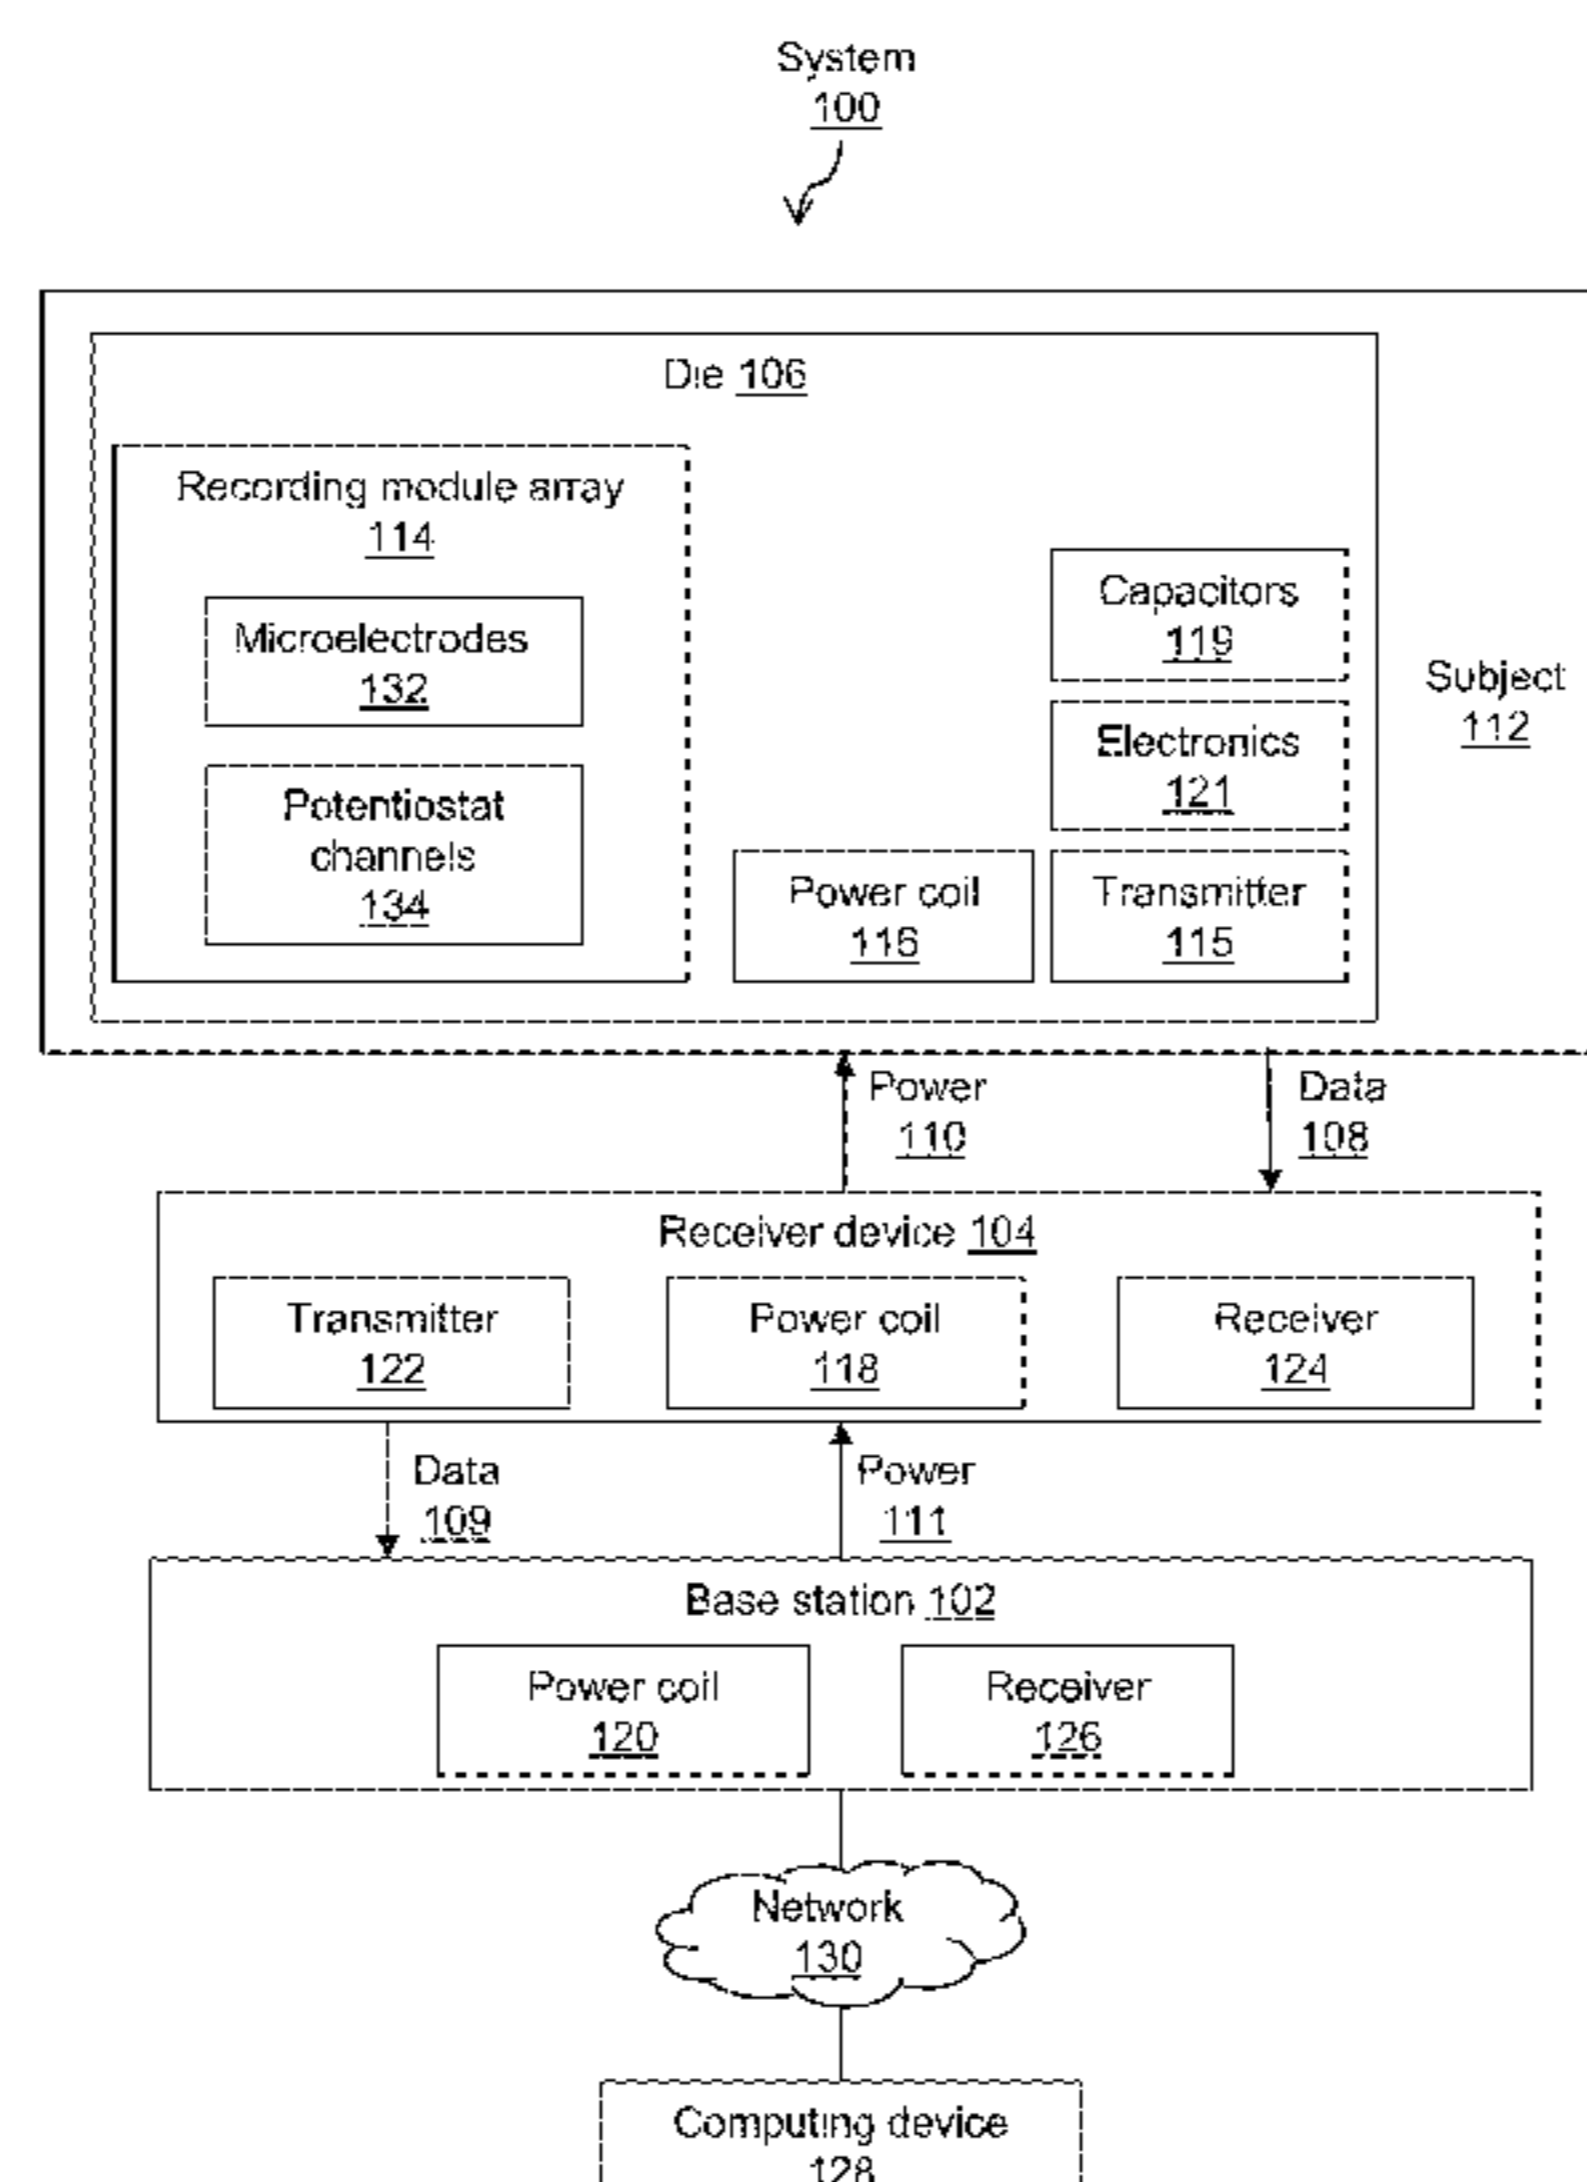 System
100
Die 106
Recording module array
114
Microelectrodes
132
Potentiostat
channels
134
Capacitors
119
Electronics
121
Power coil
116
Transmitter
115
Subject
112
Power
110
Data
108
Receiver device 104
Transmitter
122
Power coil
118
Receiver
124
Data
109
Power
111
Base station 102
Power coil
120
Receiver
126
Network
130
Computing device
128